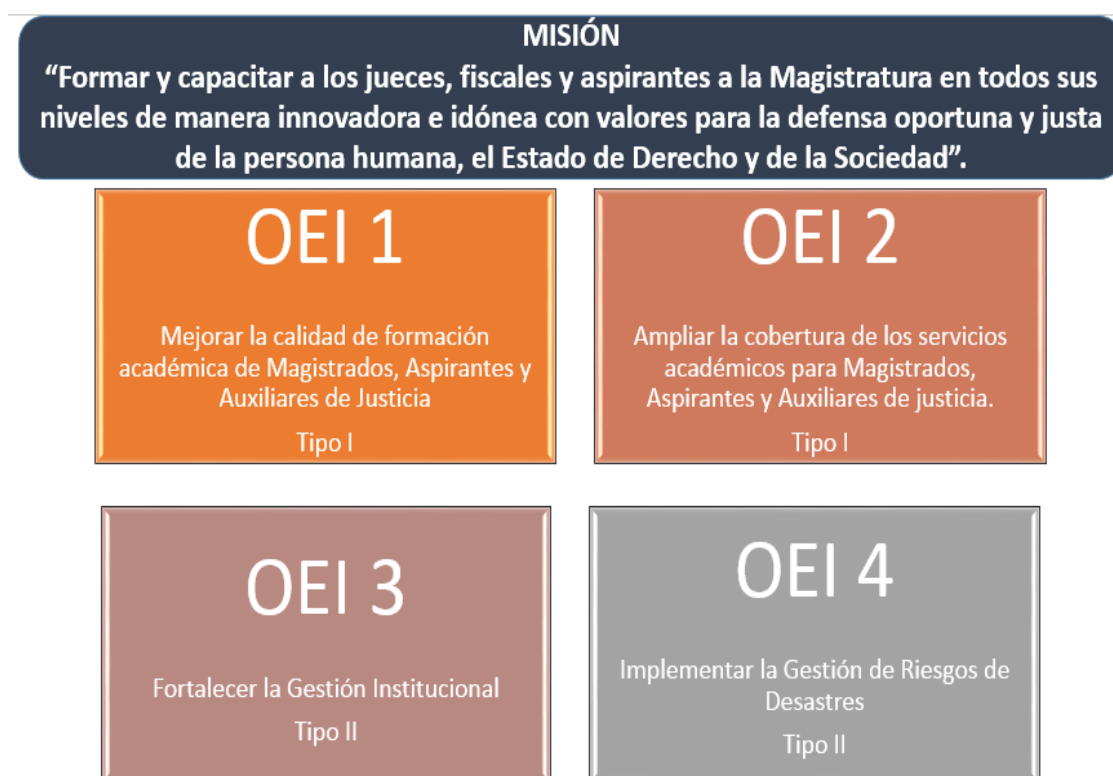 MISIÓN
“Formar y capacitar a los jueces, fiscales y aspirantes a la Magistratura en todos sus
niveles de manera innovadora e idónea con valores para la defensa oportuna y justa
de la persona humana, el Estado de Derecho y de la Sociedad”.
OEI 1
Mejorar la calidad de formación
académica de Magistrados, Aspirantes y
Auxiliares de Justicia
Tipo I
OEI 2
Ampliar la cobertura de los servicios
académicos para Magistrados,
Aspirantes y Auxiliares de justicia.
Tipo I
OEI 3
Fortalecer la Gestión Institucional
Tipo II
OEI 4
Implementar la Gestión de Riesgos de
Desastres
Tipo II